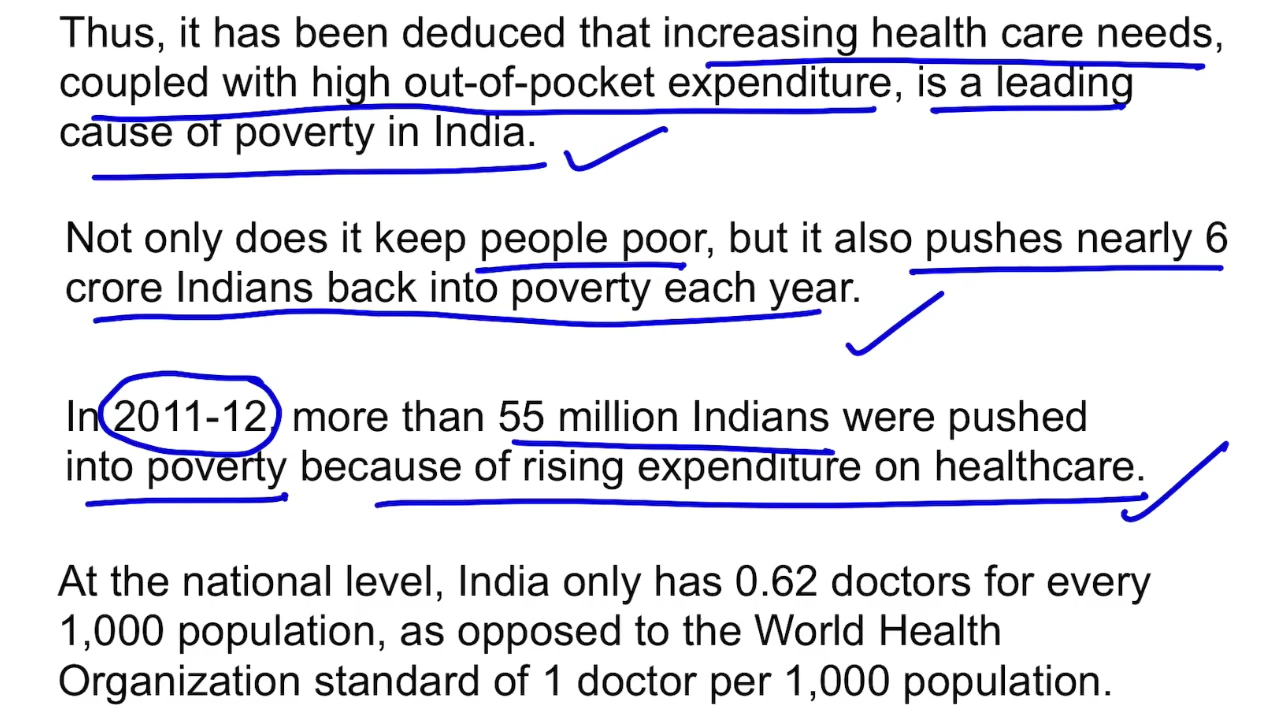 Thus, it has been deduced that increasing health care needs,
coupled with high out-of-pocket expenditure, is a leading
cause of poverty in India.
Not only does it keep people poor, but it also pushes nearly 6
crore Indians back into poverty each year.
In 2011-12, more than 55 million Indians were pushed
into poverty because of rising expenditure on healthcare.
At the national level, India only has 0.62 doctors for every
1,000 population, as opposed to the World Health
Organization standard of 1 doctor per 1,000 population.